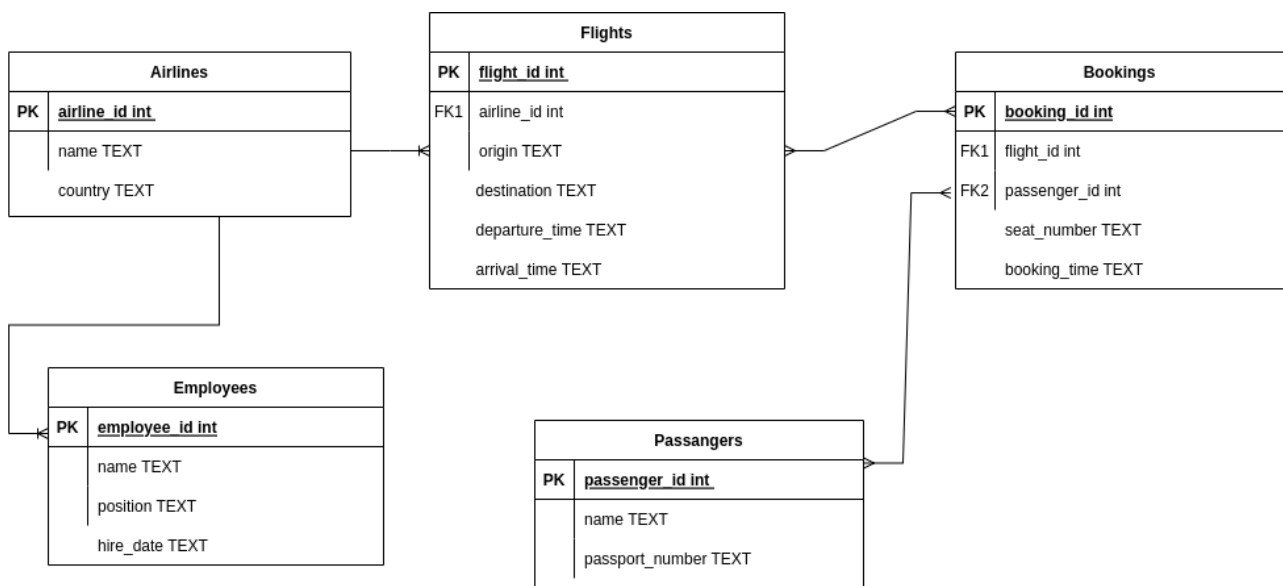 Airlines
PK airline_id int
name TEXT
country TEXT
Flights
PK flight_id int
FK1 airline_id int
origin TEXT
destination TEXT
departure_time TEXT
arrival_time TEXT
Bookings
PK booking_id int
FK1 flight_id int
FK2 passenger_id int
seat_number TEXT
booking_time TEXT
Employees
PK employee_id int
name TEXT
position TEXT
hire_date TEXT
Passangers
PK passenger_id int
name TEXT
passport_number TEXT